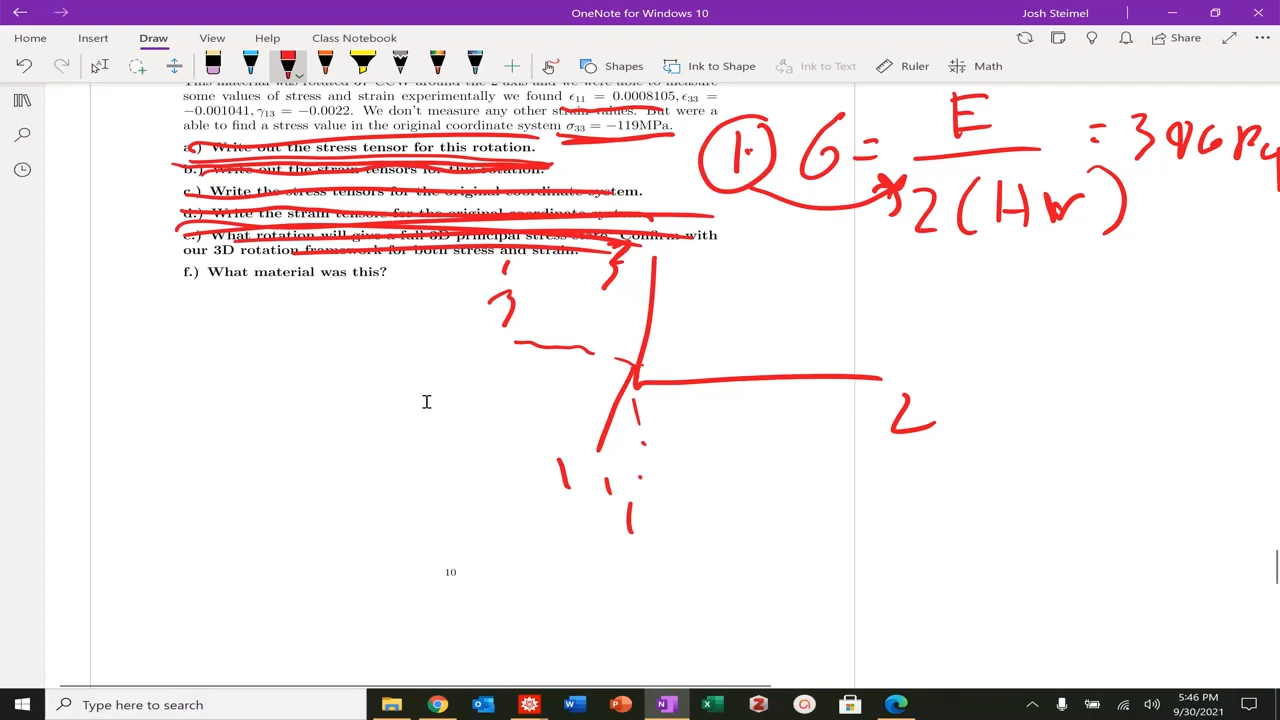 OneNote for Windows 10
Josh Steimel
Home Insert Draw View Help Class Notebook
Share
Shapes Ink to Shape Ink to Text Ruler Math
some values of stress and strain experimentally we found ϵ11 = 0.0008105, ϵ33 =
−0.001041, γ13 = −0.0022. We don't measure any other strain values. But were a
able to find a stress value in the original coordinate system σ33 = −119MPa.
a.) Write out the stress tensor for this rotation.
b.) Write out the strain tensors for this rotation.
c.) Write the stress tensors for the original coordinate system.
d.) Write the strain tensors for the original coordinate system.
e.) What rotation will give a full 3D principal stress state. Confirm with
our 3D rotation framework for both stress and strain.
f.) What material was this?
1. G = E / 2(1+ν)
3
3
2
1
1
10
Type here to search
5:46 PM
9/30/2021